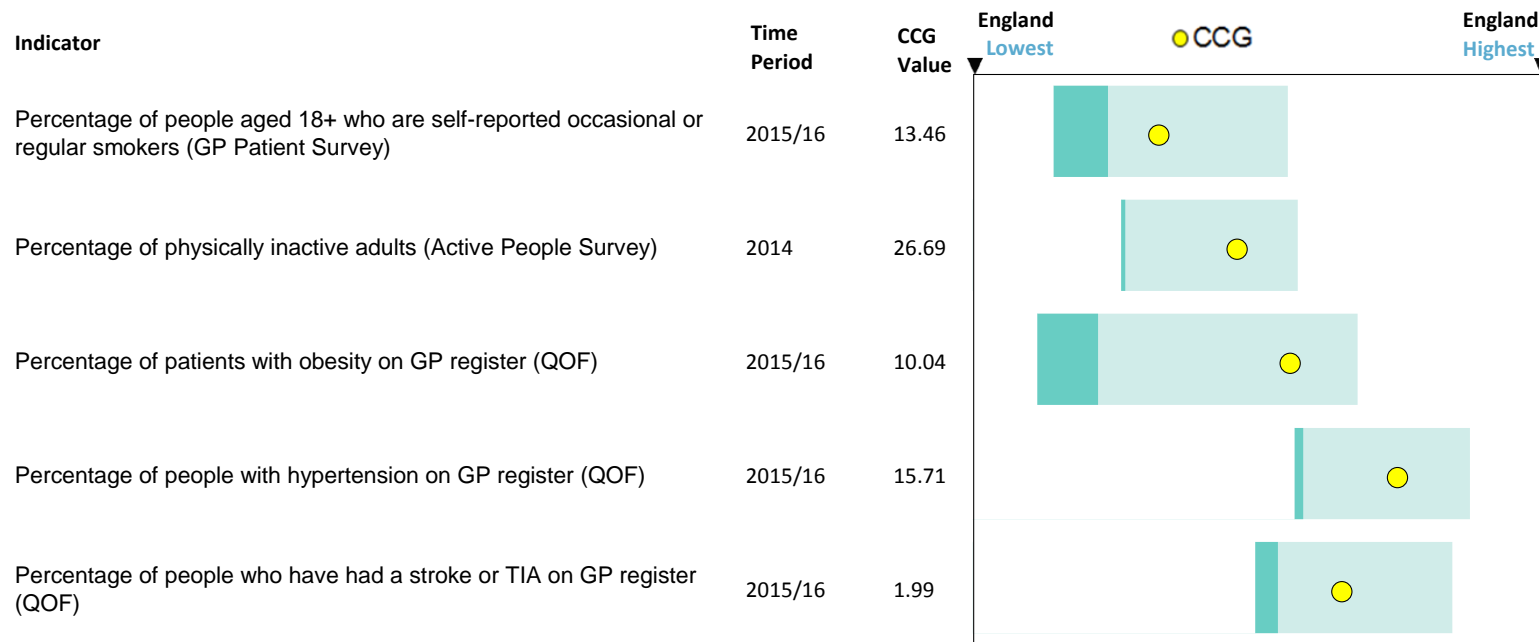 Indicator
Time
Period
CCG
Value
England
Lowest
CCG
England
Highest
Percentage of people aged 18+ who are self-reported occasional or
regular smokers (GP Patient Survey)
2015/16
13.46
Percentage of physically inactive adults (Active People Survey)
2014
26.69
Percentage of patients with obesity on GP register (QOF)
2015/16
10.04
Percentage of people with hypertension on GP register (QOF)
2015/16
15.71
Percentage of people who have had a stroke or TIA on GP register
(QOF)
2015/16
1.99